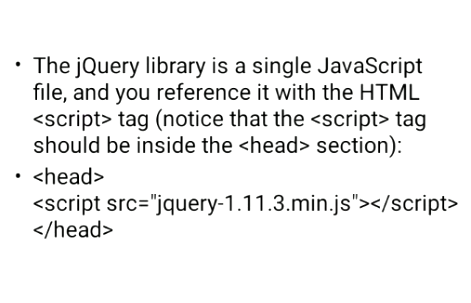 • The jQuery library is a single JavaScript
file, and you reference it with the HTML
<script> tag (notice that the <script> tag
should be inside the <head> section):
• <head>
<script src="jquery-1.11.3.min.js"></script>
</head>